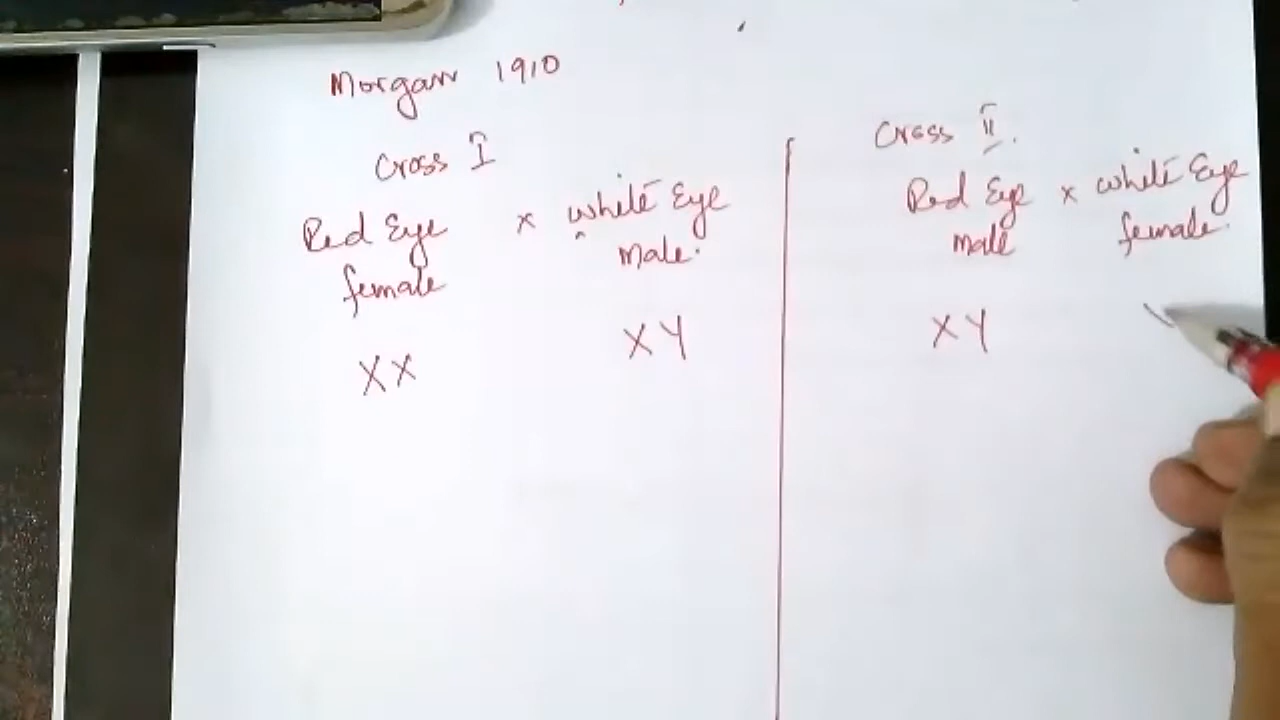 Morgan 1910
Cross I
Red Eye × white Eye
female male.
XX XY
Cross II.
Red Eye × white Eye
male female.
XY